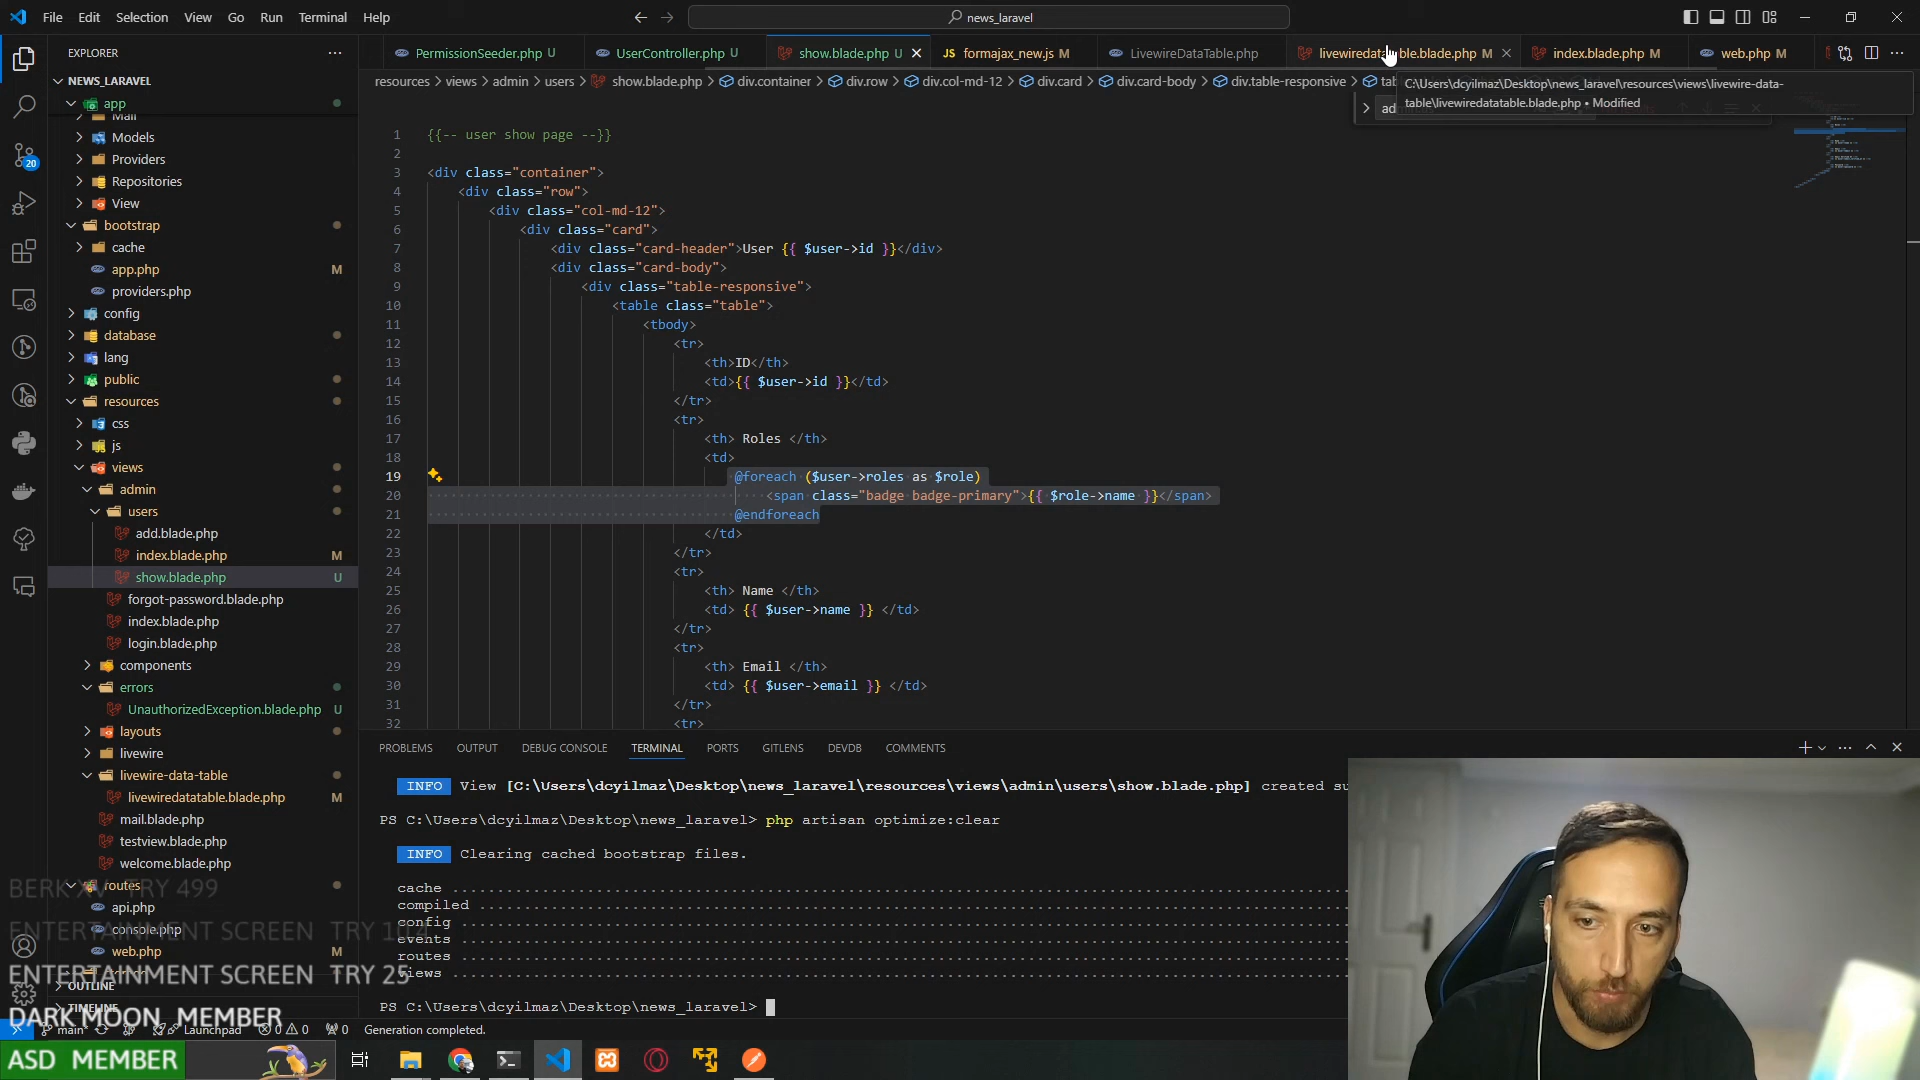 File Edit Selection View Go Run Terminal Help
news_laravel
EXPLORER
PermissionSeeder.php U
UserController.php U
show.blade.php U
JS formajax_new.js M
LivewireDataTable.php
livewiredatatable.blade.php M
index.blade.php M
web.php M
resources > views > admin > users > show.blade.php > div.container > div.row > div.col-md-12 > div.card > div.card-body > div.table-responsive >
C:\Users\dcyilmaz\Desktop\news_laravel\resources\views\livewire-data-
table\livewiredatatable.blade.php • Modified
NEWS_LARAVEL
app
Models
Providers
Repositories
View
bootstrap
cache
app.php M
providers.php
config
database
lang
public
resources
css
js
views
admin
users
add.blade.php
index.blade.php M
show.blade.php U
forgot-password.blade.php
index.blade.php
login.blade.php
components
errors
UnauthorizedException.blade.php U
layouts
livewire
livewire-data-table
livewiredatatable.blade.php M
mail.blade.php
testview.blade.php
welcome.blade.php
routes
api.php
console.php
web.php M
OUTLINE
TIMELINE
20
1 {{-- user show page --}}
2
3 <div class="container">
4 <div class="row">
5 <div class="col-md-12">
6 <div class="card">
7 <div class="card-header">User {{ $user->id }}</div>
8 <div class="card-body">
9 <div class="table-responsive">
10 <table class="table">
11 <tbody>
12 <tr>
13 <th>ID</th>
14 <td>{{ $user->id }}</td>
15 </tr>
16 <tr>
17 <th> Roles </th>
18 <td>
19 @foreach ($user->roles as $role)
20 <span class="badge badge-primary">{{ $role->name }}</span>
21 @endforeach
22 </td>
23 </tr>
24 <tr>
25 <th> Name </th>
26 <td> {{ $user->name }} </td>
27 </tr>
28 <tr>
29 <th> Email </th>
30 <td> {{ $user->email }} </td>
31 </tr>
32 <tr>
PROBLEMS OUTPUT DEBUG CONSOLE TERMINAL PORTS GITLENS DEVDB COMMENTS
INFO View [C:\Users\dcyilmaz\Desktop\news_laravel\resources\views\admin\users\show.blade.php] created su
PS C:\Users\dcyilmaz\Desktop\news_laravel> php artisan optimize:clear
INFO Clearing cached bootstrap files.
cache
compiled
config
events
routes
views
PS C:\Users\dcyilmaz\Desktop\news_laravel>
BERK XV TRY 499
ENTERTAINMENT SCREEN TRY 10
ENTERTAINMENT SCREEN TRY 25
DARK MOON MEMBER
ASD MEMBER
main* Launchpad 0 0 0 Generation completed.